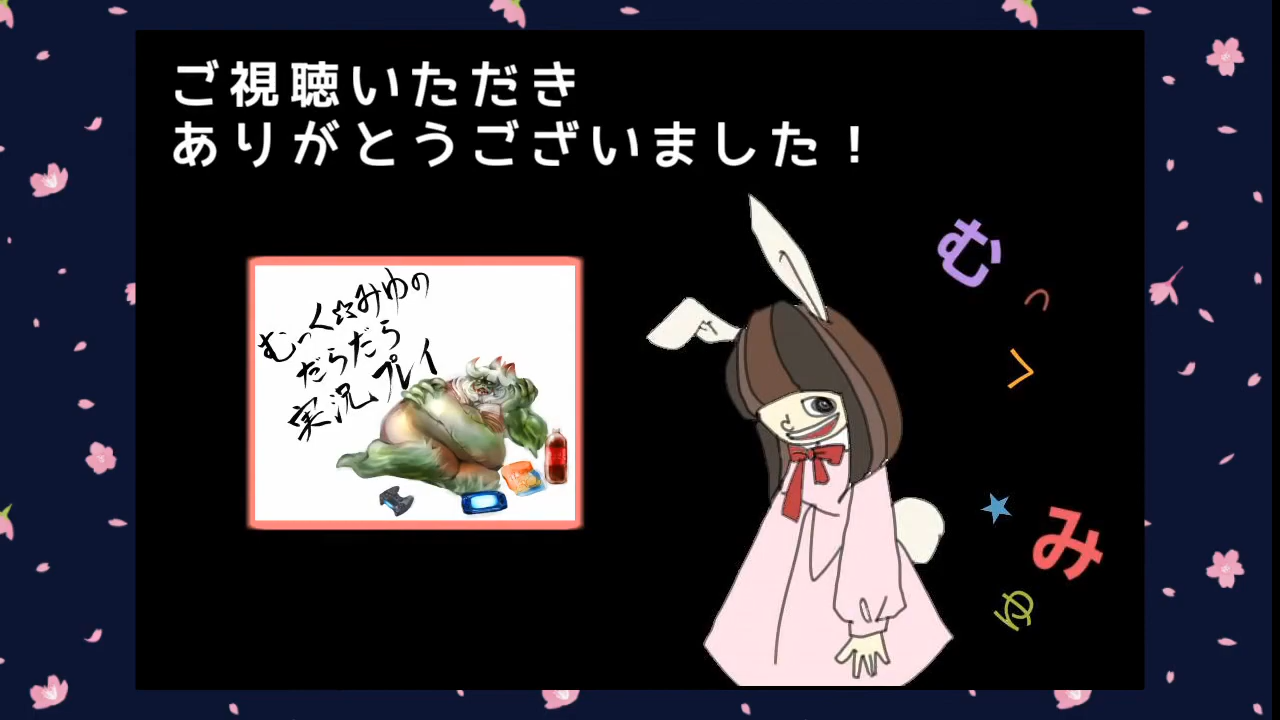 ご視聴いただき
ありがとうございました！
むっく☆みゆの
だらだら
実況プレイ
むっく★みゆ